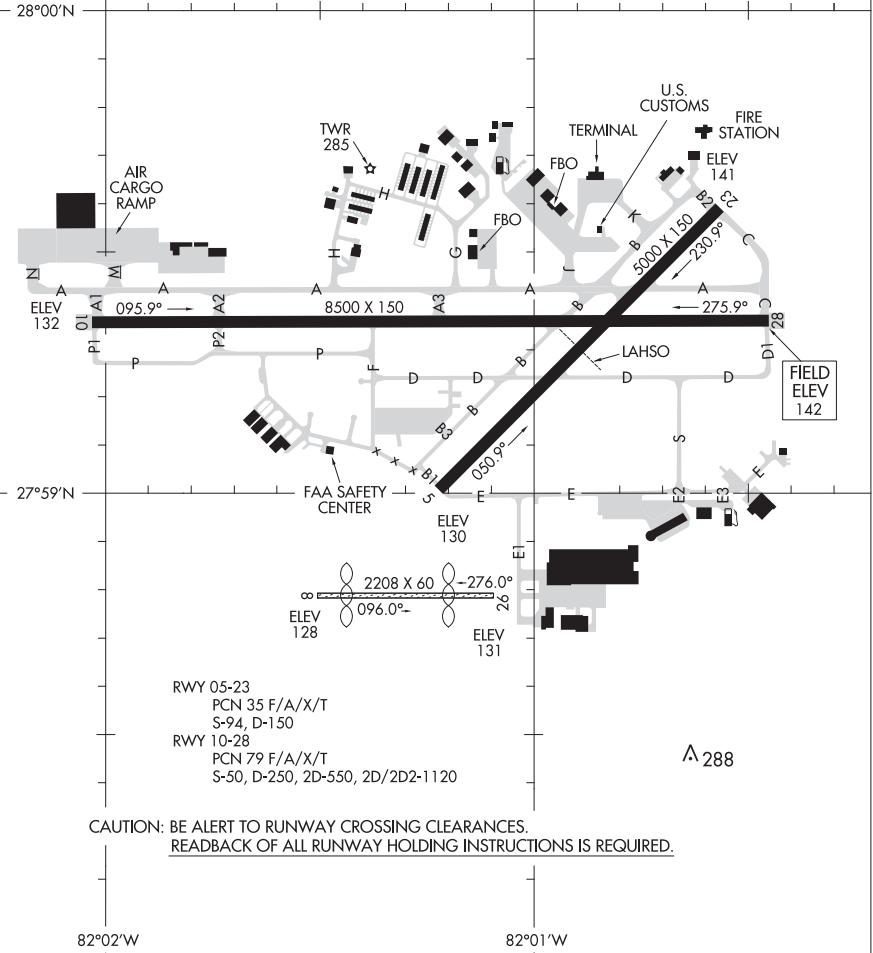 28°00'N
U.S.
CUSTOMS
TWR
285
TERMINAL
FIRE
STATION
AIR
CARGO
RAMP
FBO
ELEV
141
H
K
B2
23
FBO
B
C
5000 X 150
230.9°
H
G
J
N
M
A
A
A
A
A
ELEV
132
A1
095.9°
A2
8500 X 150
A3
B
275.9°
C
10
28
P1
P2
P
P
F
LAHSO
D1
B
D
D
D
D
FIELD
ELEV
142
B
B3
S
050.9°
x x x
B1
5
E
27°59'N
FAA SAFETY
CENTER
E
E
E2
E3
ELEV
130
E1
2208 X 60
276.0°
8
096.0°
26
ELEV
128
ELEV
131
RWY 05-23
PCN 35 F/A/X/T
S-94, D-150
RWY 10-28
PCN 79 F/A/X/T
S-50, D-250, 2D-550, 2D/2D2-1120
288
CAUTION: BE ALERT TO RUNWAY CROSSING CLEARANCES.
READBACK OF ALL RUNWAY HOLDING INSTRUCTIONS IS REQUIRED.
82°02'W
82°01'W